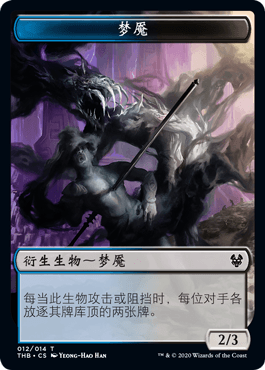 梦魇
衍生生物～梦魇
每当此生物攻击或阻挡时，每位对手各
放逐其牌库顶的两张牌。
2/3
012/014 T
THB • CS Yeong-Hao Han
™ & © 2020 Wizards of the Coast